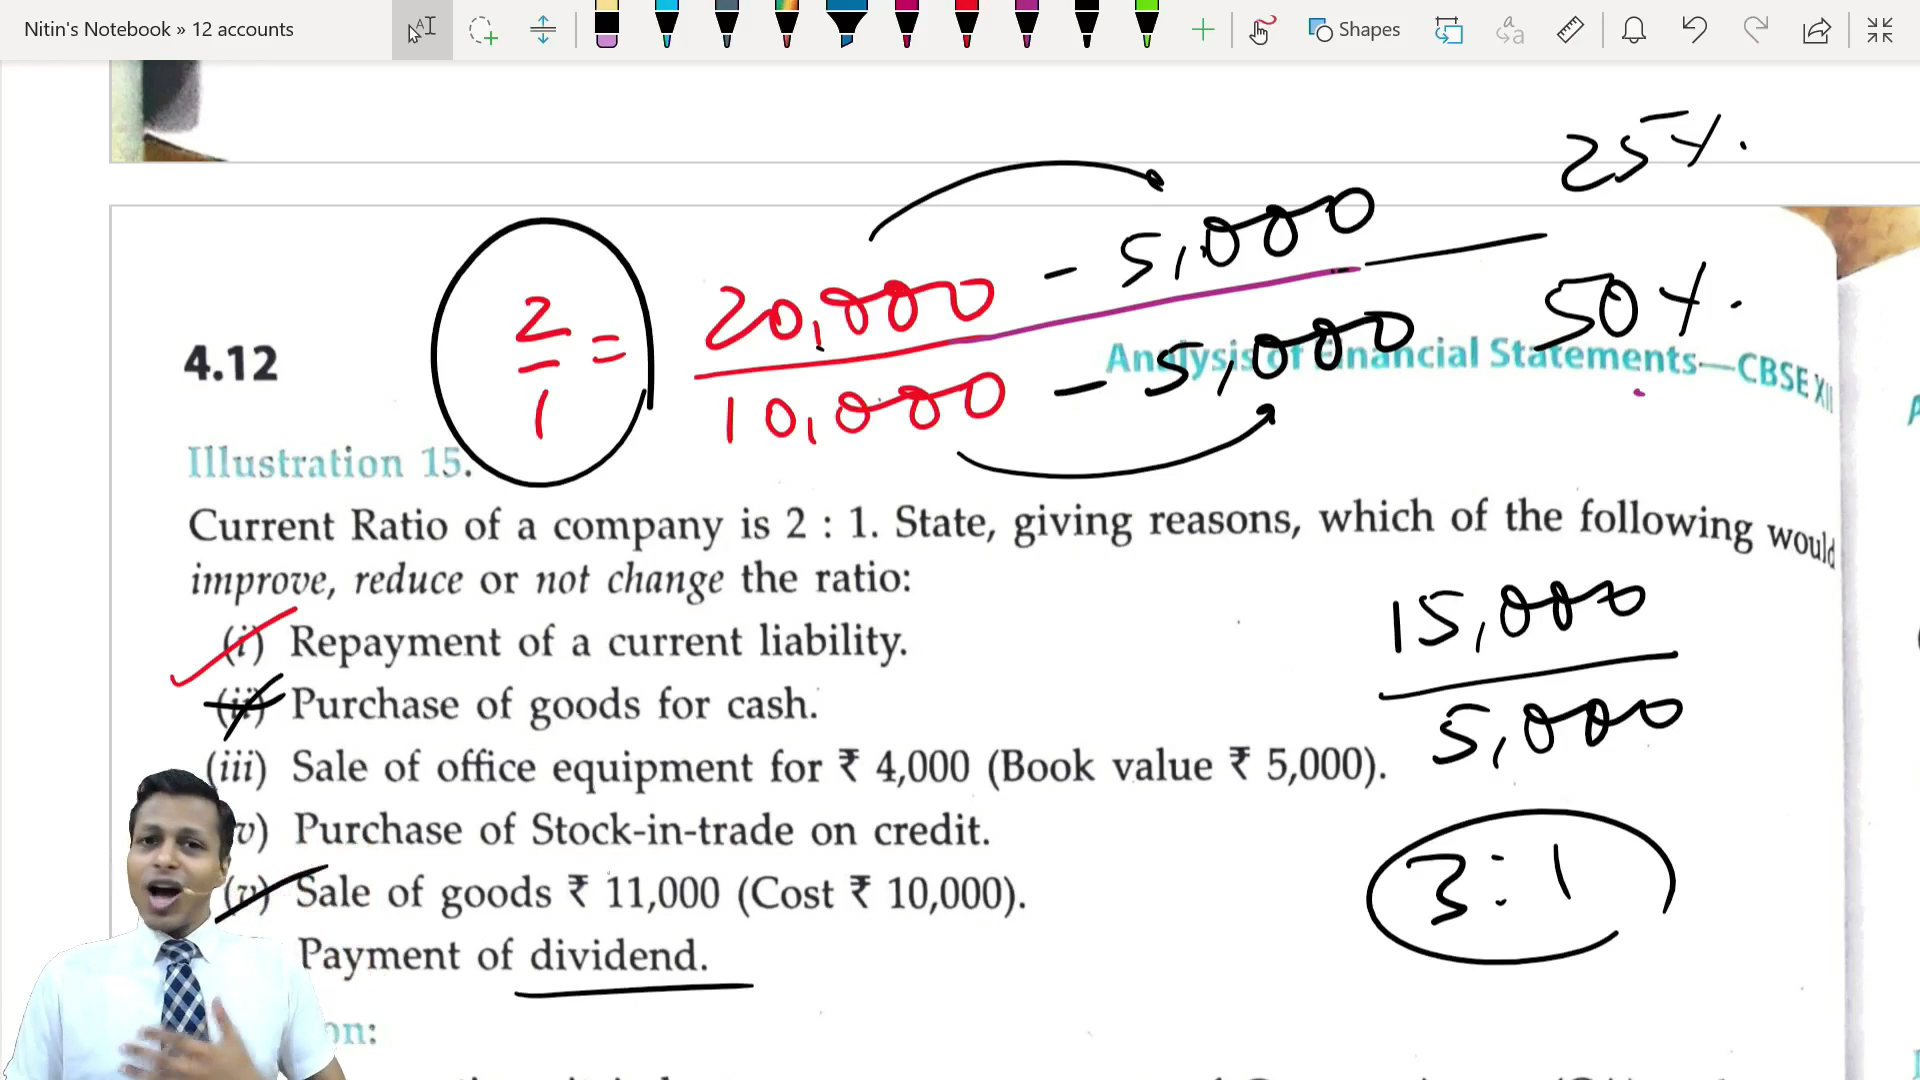 Nitin's Notebook » 12 accounts
Shapes
25%.
2/1 = 20,000 - 5,000
10,000 - 5,000
50%.
4.12
Analysis of Financial Statements—CBSE XII
Illustration 15.
Current Ratio of a company is 2 : 1. State, giving reasons, which of the following would
improve, reduce or not change the ratio:
(i) Repayment of a current liability.
(ii) Purchase of goods for cash.
(iii) Sale of office equipment for ₹ 4,000 (Book value ₹ 5,000).
v) Purchase of Stock-in-trade on credit.
(v) Sale of goods ₹ 11,000 (Cost ₹ 10,000).
Payment of dividend.
15,000
5,000
3:1
on: